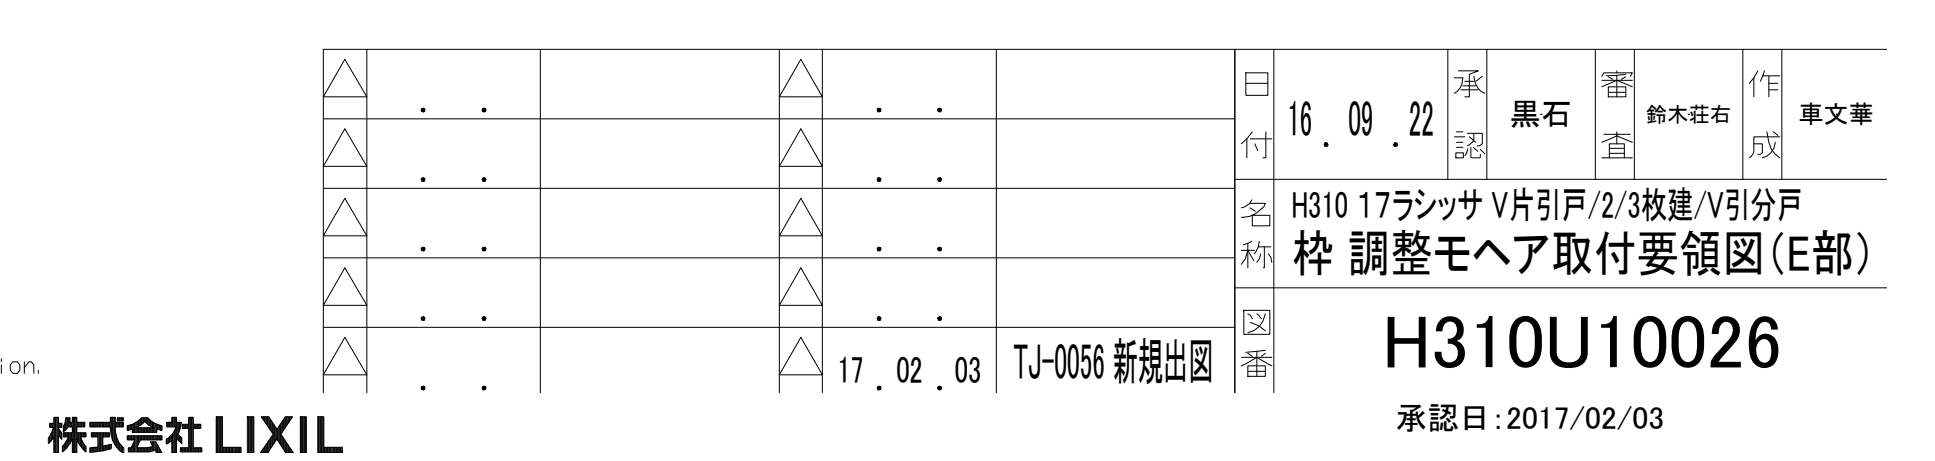 日付 16.09.22 承認 黒石 審査 鈴木荘右 作成 車文華
名称 H310 17ラシッサ V片引戸/2/3枚建/V引分戸
枠 調整モヘア取付要領図(E部)
17.02.03 TJ-0056 新規出図 図番 H310U10026
ion.
承認日:2017/02/03
株式会社 LIXIL